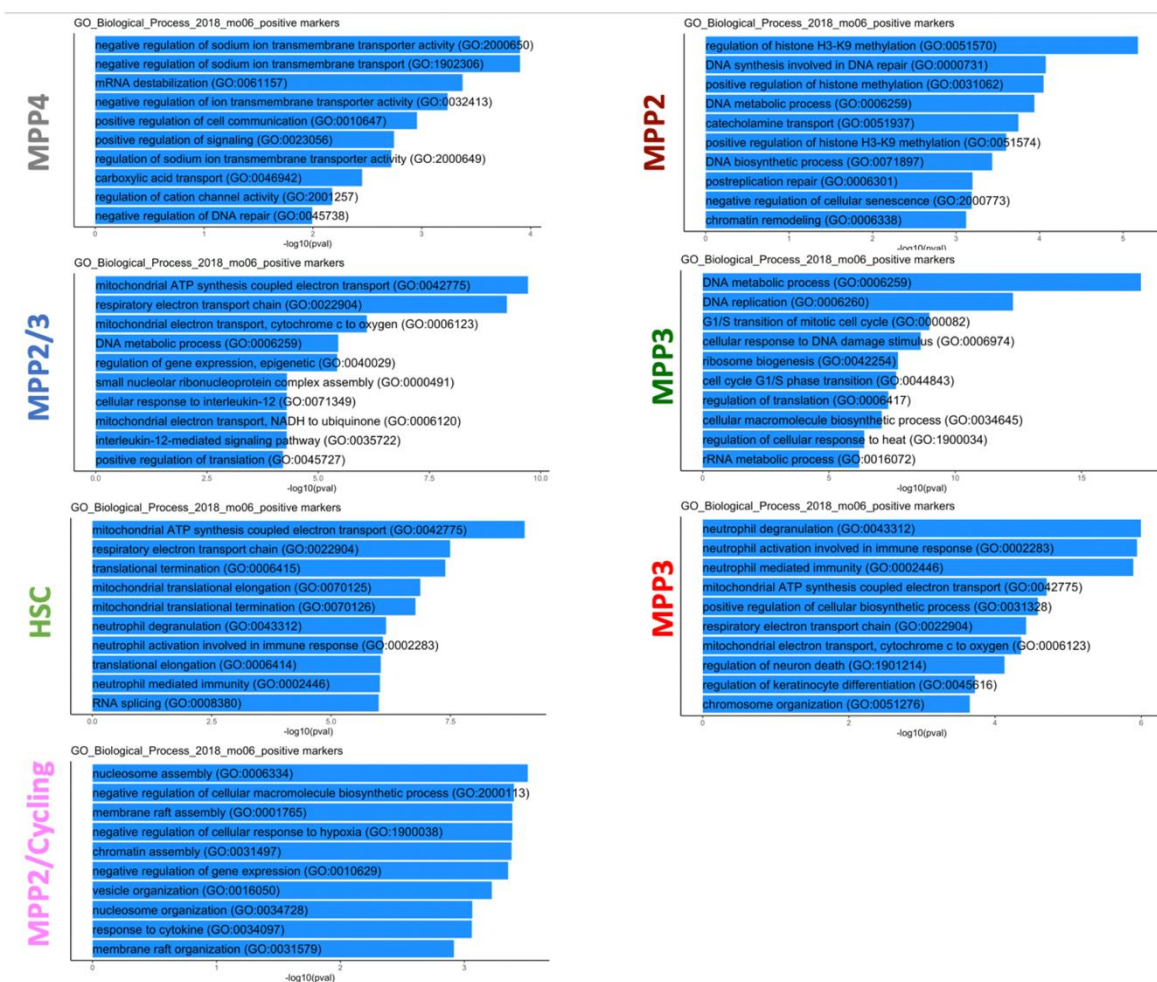 MPP4
GO_Biological_Process_2018_mo06_positive markers
negative regulation of sodium ion transmembrane transporter activity (GO:2000650)
negative regulation of sodium ion transmembrane transport (GO:1902306)
mRNA destabilization (GO:0061157)
negative regulation of ion transmembrane transporter activity (GO:0032413)
positive regulation of cell communication (GO:0010647)
positive regulation of signaling (GO:0023056)
regulation of sodium ion transmembrane transporter activity (GO:2000649)
carboxylic acid transport (GO:0046942)
regulation of cation channel activity (GO:2001257)
negative regulation of DNA repair (GO:0045738)
0 1 2 3 4
-log10(pval)
MPP2
GO_Biological_Process_2018_mo06_positive markers
regulation of histone H3-K9 methylation (GO:0051570)
DNA synthesis involved in DNA repair (GO:0000731)
positive regulation of histone methylation (GO:0031062)
DNA metabolic process (GO:0006259)
catecholamine transport (GO:0051937)
positive regulation of histone H3-K9 methylation (GO:0051574)
DNA biosynthetic process (GO:0071897)
postreplication repair (GO:0006301)
negative regulation of cellular senescence (GO:2000773)
chromatin remodeling (GO:0006338)
0 1 2 3 4 5
-log10(pval)
MPP2/3
GO_Biological_Process_2018_mo06_positive markers
mitochondrial ATP synthesis coupled electron transport (GO:0042775)
respiratory electron transport chain (GO:0022904)
mitochondrial electron transport, cytochrome c to oxygen (GO:0006123)
DNA metabolic process (GO:0006259)
regulation of gene expression, epigenetic (GO:0040029)
small nucleolar ribonucleoprotein complex assembly (GO:0000491)
cellular response to interleukin-12 (GO:0071349)
mitochondrial electron transport, NADH to ubiquinone (GO:0006120)
interleukin-12-mediated signaling pathway (GO:0035722)
positive regulation of translation (GO:0045727)
0.0 2.5 5.0 7.5 10.0
-log10(pval)
MPP3
GO_Biological_Process_2018_mo06_positive markers
DNA metabolic process (GO:0006259)
DNA replication (GO:0006260)
G1/S transition of mitotic cell cycle (GO:0000082)
cellular response to DNA damage stimulus (GO:0006974)
ribosome biogenesis (GO:0042254)
cell cycle G1/S phase transition (GO:0044843)
regulation of translation (GO:0006417)
cellular macromolecule biosynthetic process (GO:0034645)
regulation of cellular response to heat (GO:1900034)
rRNA metabolic process (GO:0016072)
0 5 10 15
-log10(pval)
HSC
GO_Biological_Process_2018_mo06_positive markers
mitochondrial ATP synthesis coupled electron transport (GO:0042775)
respiratory electron transport chain (GO:0022904)
translational termination (GO:0006415)
mitochondrial translational elongation (GO:0070125)
mitochondrial translational termination (GO:0070126)
neutrophil degranulation (GO:0043312)
neutrophil activation involved in immune response (GO:0002283)
translational elongation (GO:0006414)
neutrophil mediated immunity (GO:0002446)
RNA splicing (GO:0008380)
0.0 2.5 5.0 7.5
-log10(pval)
MPP3
GO_Biological_Process_2018_mo06_positive markers
neutrophil degranulation (GO:0043312)
neutrophil activation involved in immune response (GO:0002283)
neutrophil mediated immunity (GO:0002446)
mitochondrial ATP synthesis coupled electron transport (GO:0042775)
positive regulation of cellular biosynthetic process (GO:0031328)
respiratory electron transport chain (GO:0022904)
mitochondrial electron transport, cytochrome c to oxygen (GO:0006123)
regulation of neuron death (GO:1901214)
regulation of keratinocyte differentiation (GO:0045616)
chromosome organization (GO:0051276)
0 2 4 6
-log10(pval)
MPP2/Cycling
GO_Biological_Process_2018_mo06_positive markers
nucleosome assembly (GO:0006334)
negative regulation of cellular macromolecule biosynthetic process (GO:2000113)
membrane raft assembly (GO:0001765)
negative regulation of cellular response to hypoxia (GO:1900038)
chromatin assembly (GO:0031497)
negative regulation of gene expression (GO:0010629)
vesicle organization (GO:0016050)
nucleosome organization (GO:0034728)
response to cytokine (GO:0034097)
membrane raft organization (GO:0031579)
0 1 2 3
-log10(pval)